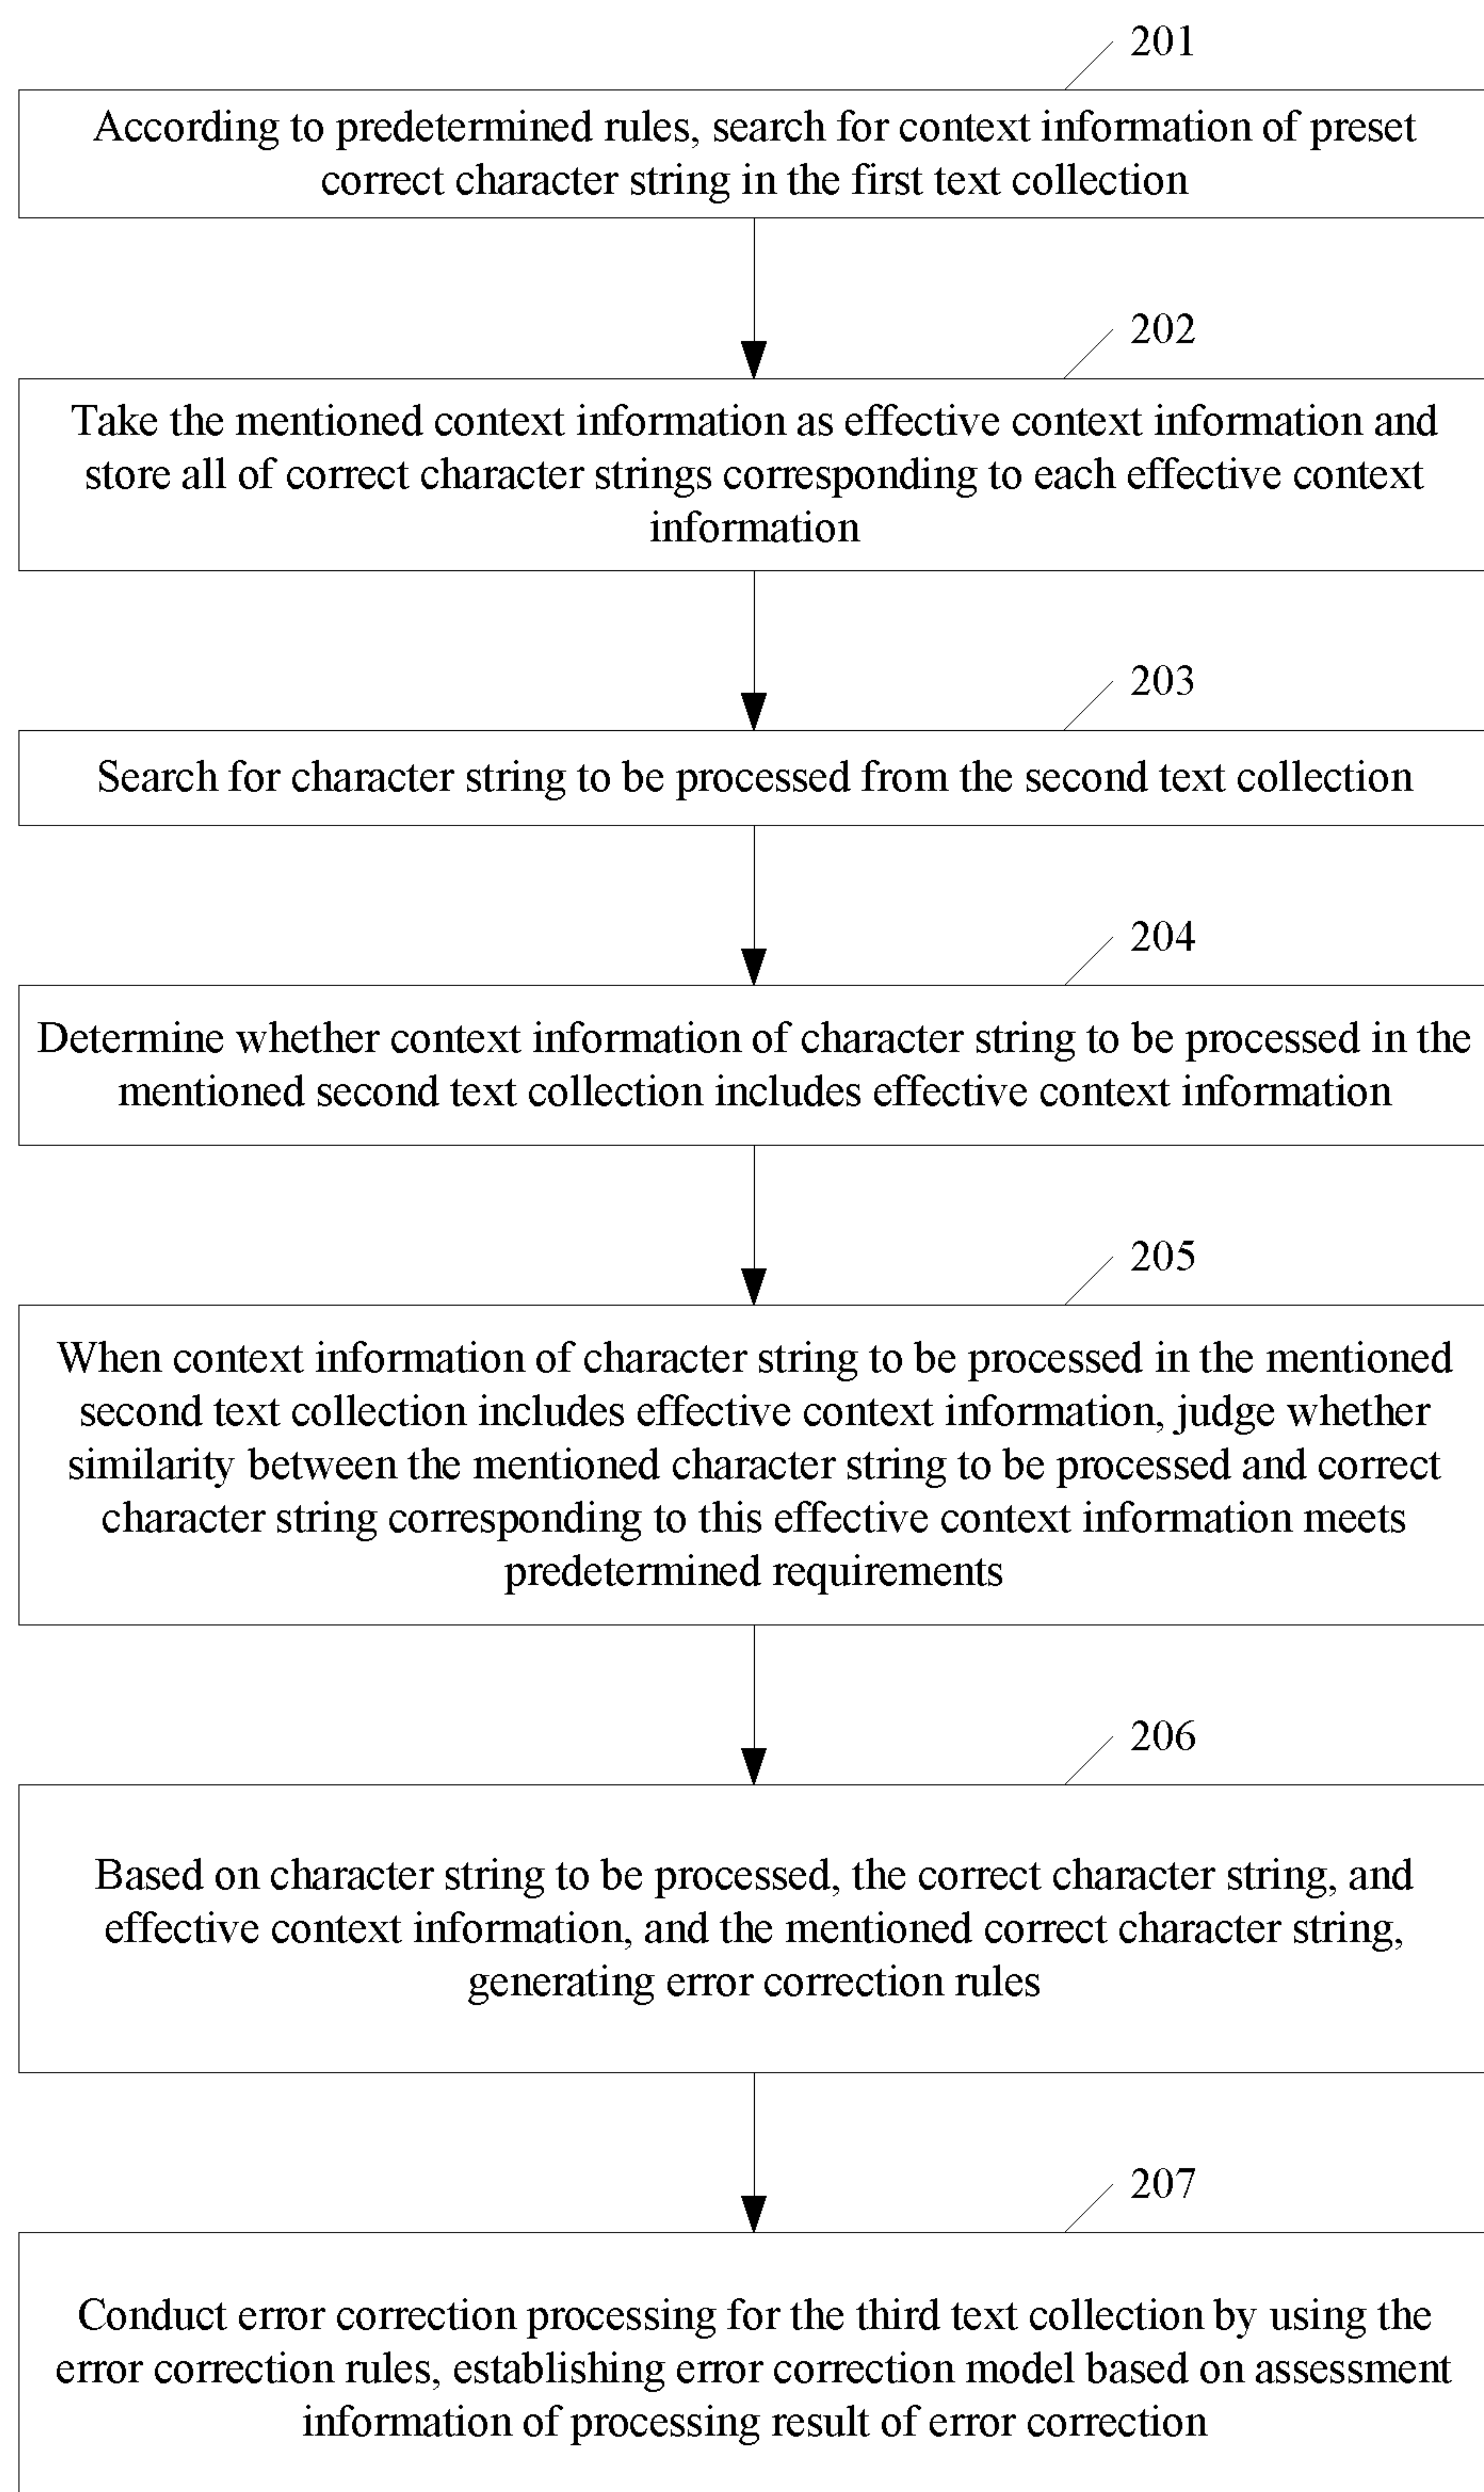 201
According to predetermined rules, search for context information of preset
correct character string in the first text collection
202
Take the mentioned context information as effective context information and
store all of correct character strings corresponding to each effective context
information
203
Search for character string to be processed from the second text collection
204
Determine whether context information of character string to be processed in the
mentioned second text collection includes effective context information
205
When context information of character string to be processed in the mentioned
second text collection includes effective context information, judge whether
similarity between the mentioned character string to be processed and correct
character string corresponding to this effective context information meets
predetermined requirements
206
Based on character string to be processed, the correct character string, and
effective context information, and the mentioned correct character string,
generating error correction rules
207
Conduct error correction processing for the third text collection by using the
error correction rules, establishing error correction model based on assessment
information of processing result of error correction